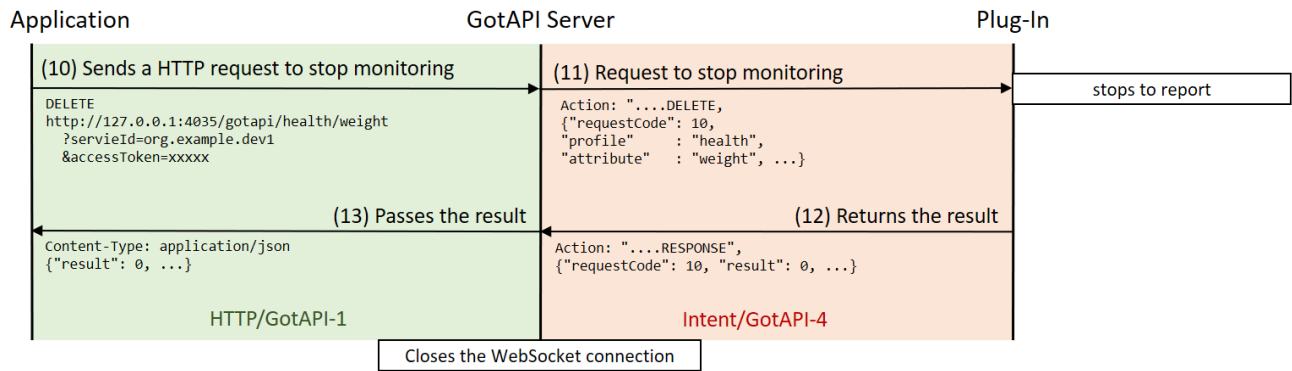 Application
GotAPI Server
Plug-In
(10) Sends a HTTP request to stop monitoring
(11) Request to stop monitoring
stops to report
DELETE
http://127.0.0.1:4035/gotapi/health/weight
?servieId=org.example.dev1
&accessToken=xxxxx
Action: "....DELETE,
{"requestCode": 10,
"profile" : "health",
"attribute" : "weight", ...}
(13) Passes the result
(12) Returns the result
Content-Type: application/json
{"result": 0, ...}
Action: "....RESPONSE",
{"requestCode": 10, "result": 0, ...}
HTTP/GotAPI-1
Intent/GotAPI-4
Closes the WebSocket connection